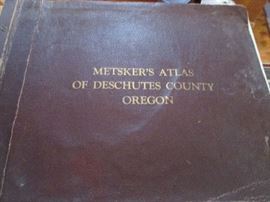 METSKER'S ATLAS
OF DESCHUTES COUNTY
OREGON